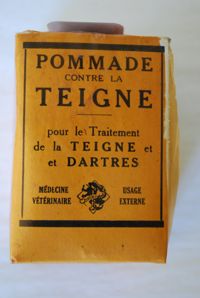 POMMADE
CONTRE LA
TEIGNE
pour le Traitement
de la TEIGNE et
et DARTRES
MÉDECINE USAGE
VÉTÉRINAIRE EXTERNE